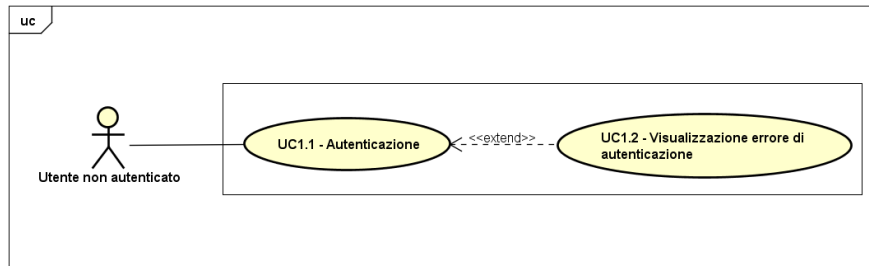 uc
UC1.1 - Autenticazione
<<extend>>
UC1.2 - Visualizzazione errore di
autenticazione
Utente non autenticato